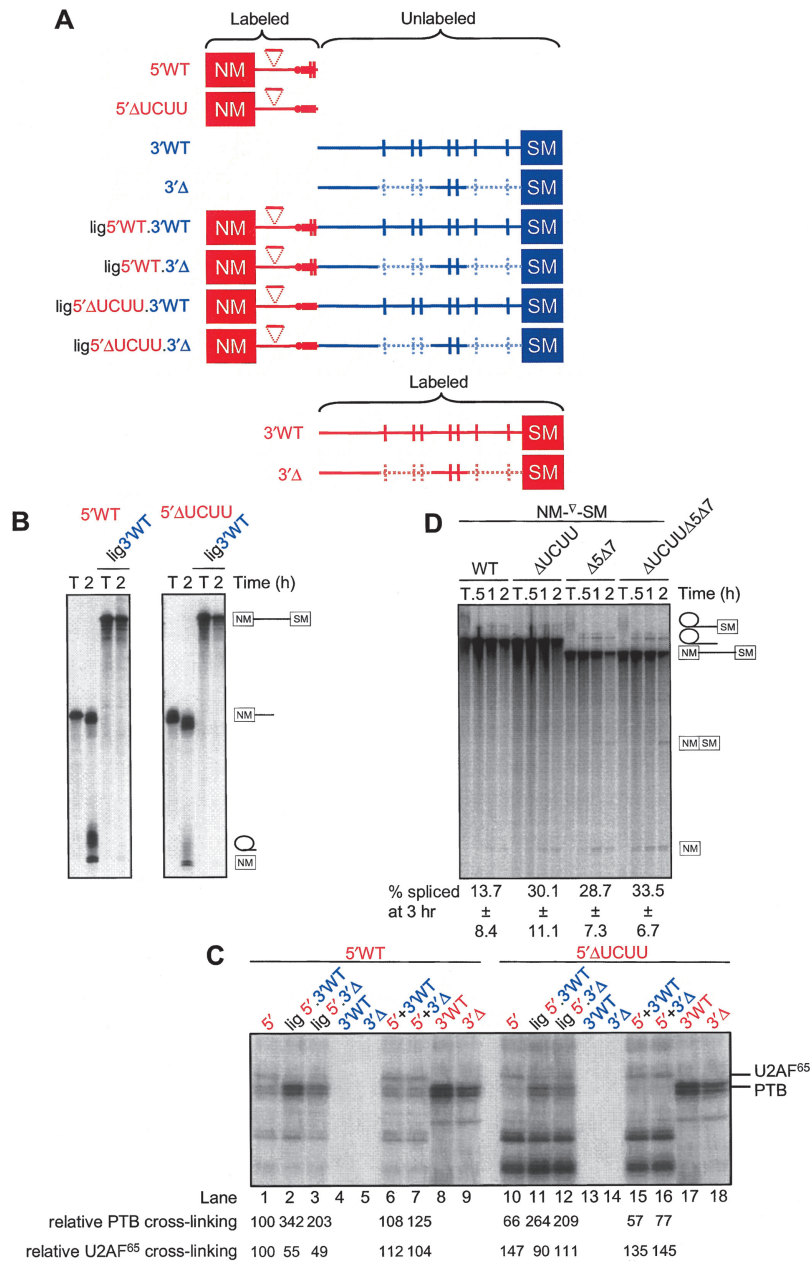 A
Labeled Unlabeled
5′WT NM
5′ΔUCUU NM
3′WT SM
3′Δ SM
lig5′WT.3′WT NM SM
lig5′WT.3′Δ NM SM
lig5′ΔUCUU.3′WT NM SM
lig5′ΔUCUU.3′Δ NM SM
Labeled
3′WT SM
3′Δ SM
B
5′WT 5′ΔUCUU
lig3′WT lig3′WT
T 2 T 2 T 2 T 2 Time (h)
NM SM
NM
NM
D
NM-∇-SM
WT ΔUCUU Δ5Δ7 ΔUCUUΔ5Δ7
T .5 1 2 T .5 1 2 T .5 1 2 T .5 1 2 Time (h)
SM
NM SM
NM SM
NM
% spliced 13.7 30.1 28.7 33.5
at 3 hr ± ± ± ±
8.4 11.1 7.3 6.7
C
5′WT 5′ΔUCUU
5′ lig 5′.3′WT lig 5′.3′Δ 3′WT 3′Δ 5′+3′WT 5′+3′Δ 3′WT 3′Δ 5′ lig 5′.3′WT lig 5′.3′Δ 3′WT 3′Δ 5′+3′WT 5′+3′Δ 3′WT 3′Δ
U2AF65
PTB
Lane 1 2 3 4 5 6 7 8 9 10 11 12 13 14 15 16 17 18
relative PTB cross-linking 100 342 203 108 125 66 264 209 57 77
relative U2AF65 cross-linking 100 55 49 112 104 147 90 111 135 145